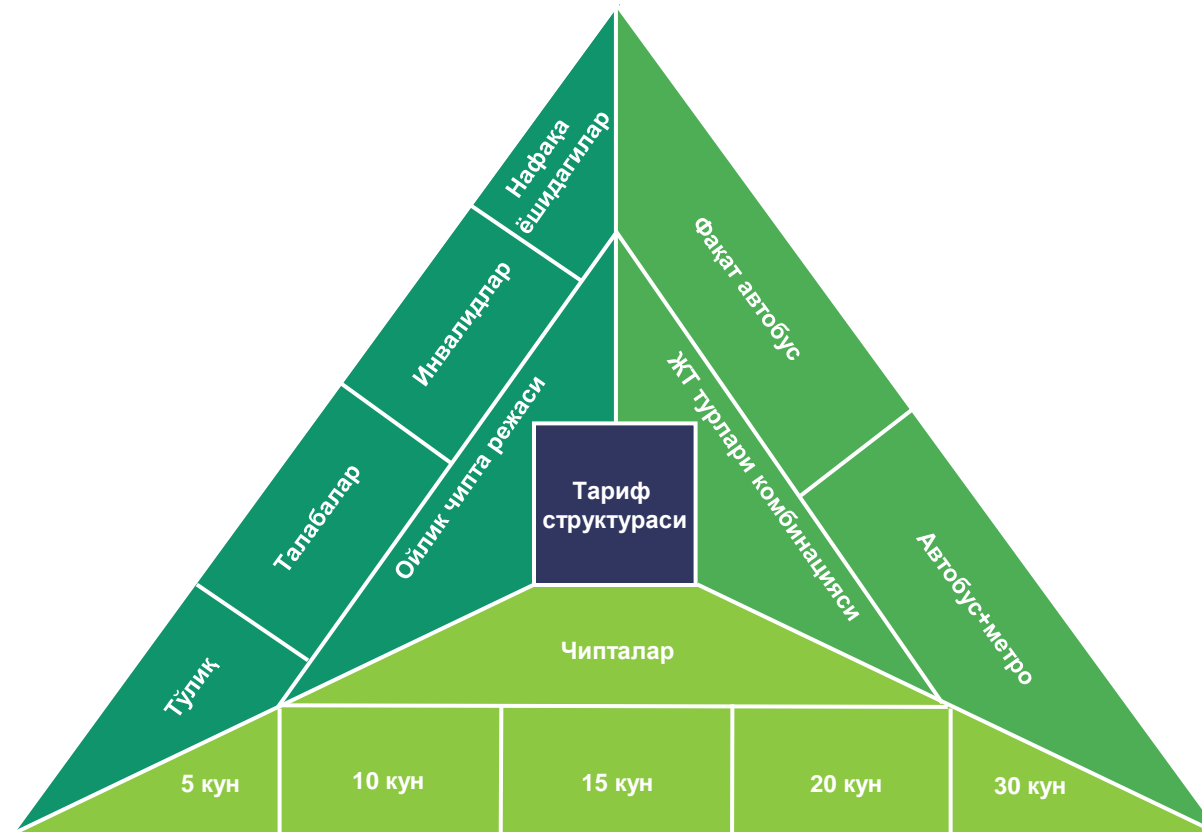 Нафақа
ёшидагилар
Инвалидлар
Талабалар
Тўлиқ
Ойлик чипта режаси
Фақат автобус
Автобус+метро
ЖТ турлари комбинацияси
Тариф
структураси
Чипталар
5 кун
10 кун
15 кун
20 кун
30 кун